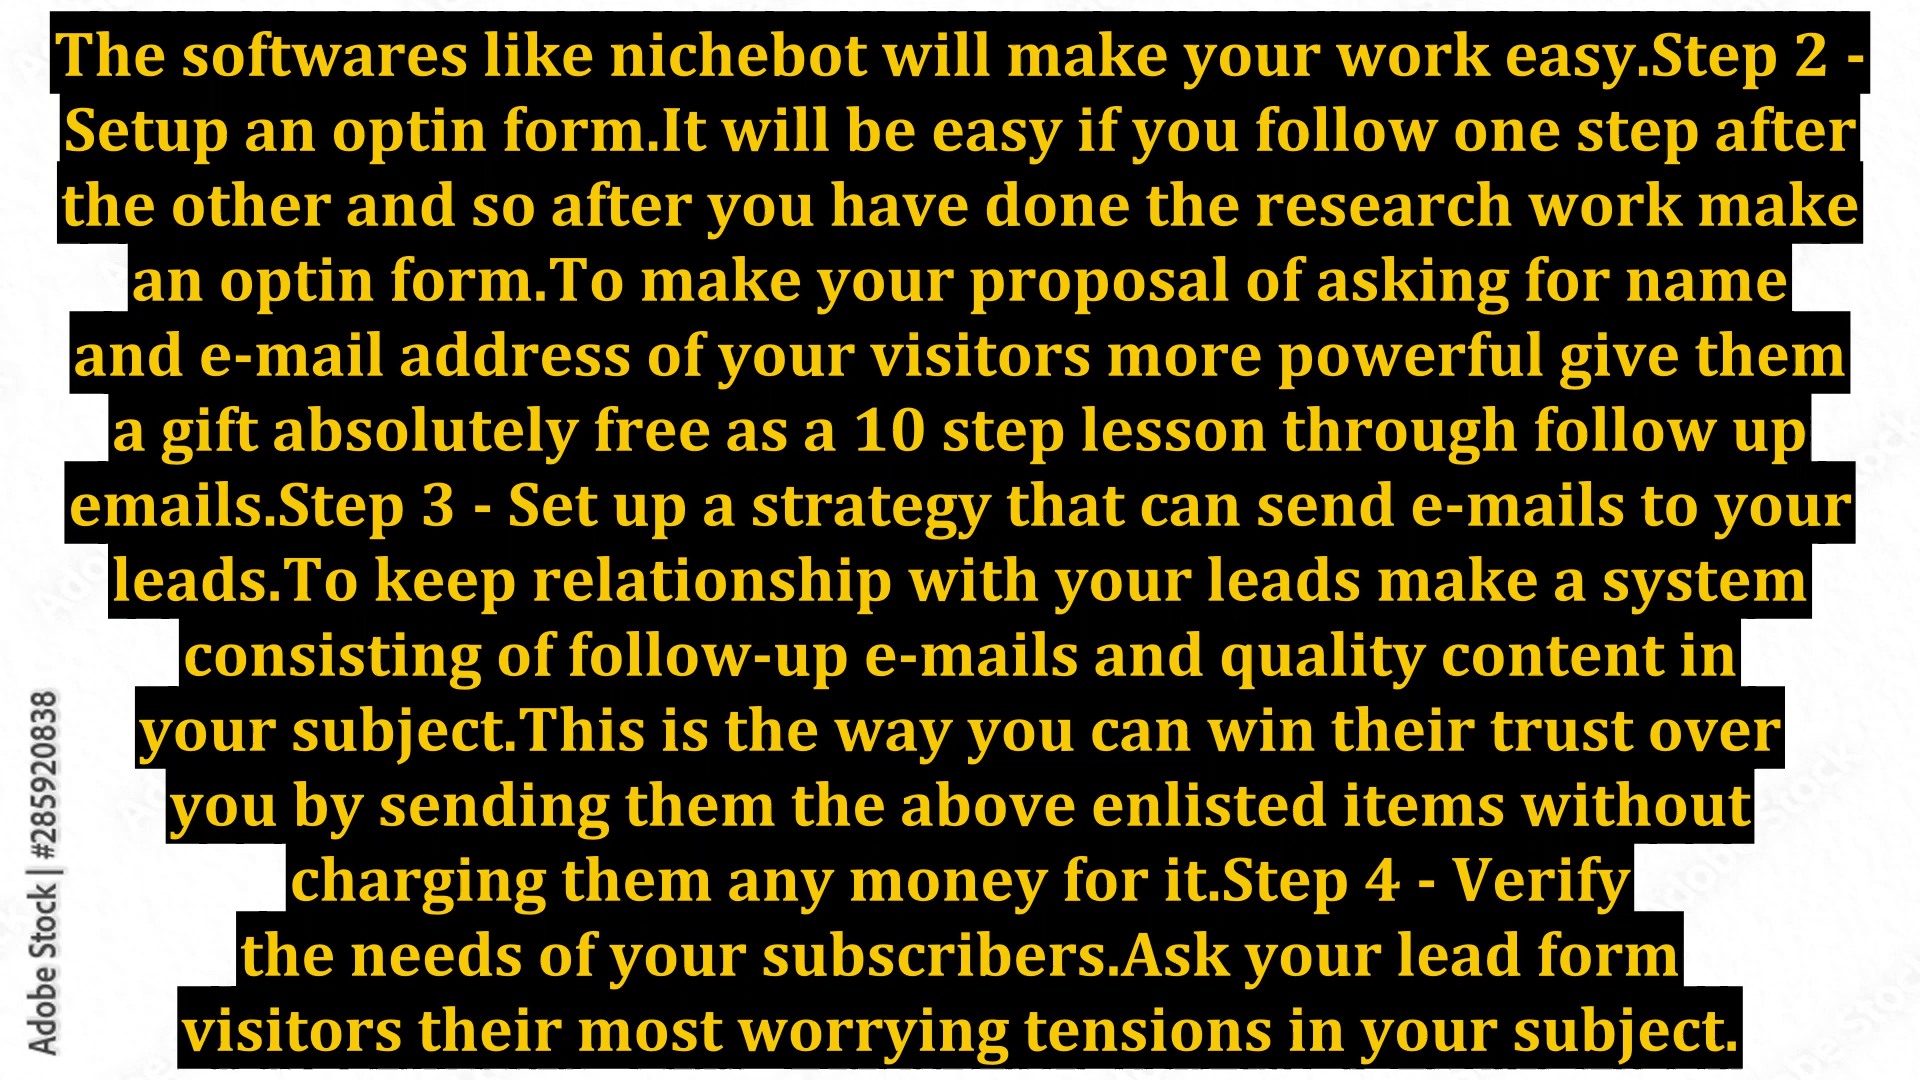 The softwares like nichebot will make your work easy.Step 2 -
Setup an optin form.It will be easy if you follow one step after
the other and so after you have done the research work make
an optin form.To make your proposal of asking for name
and e-mail address of your visitors more powerful give them
a gift absolutely free as a 10 step lesson through follow up
emails.Step 3 - Set up a strategy that can send e-mails to your
leads.To keep relationship with your leads make a system
consisting of follow-up e-mails and quality content in
your subject.This is the way you can win their trust over
you by sending them the above enlisted items without
charging them any money for it.Step 4 - Verify
the needs of your subscribers.Ask your lead form
visitors their most worrying tensions in your subject.
Adobe Stock | #285920838